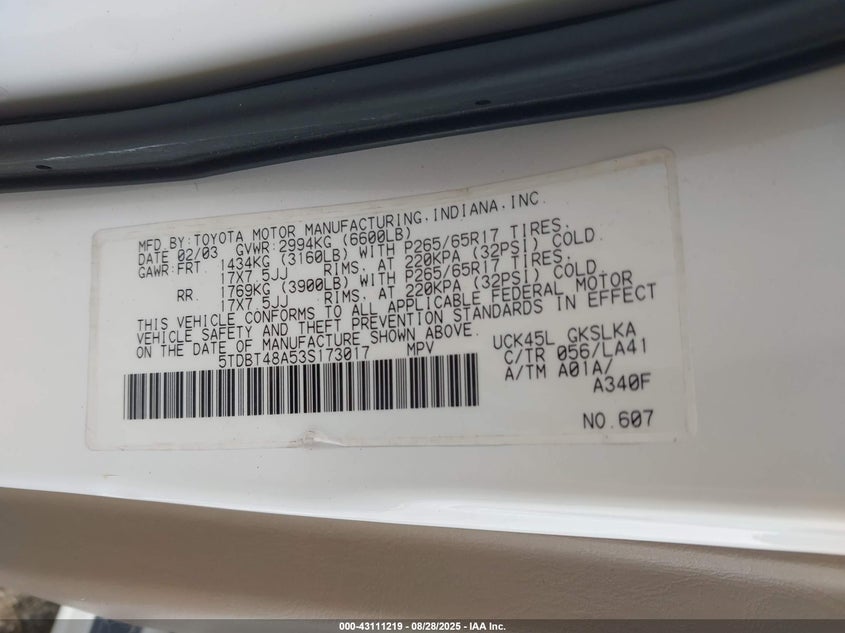 MFD.BY:TOYOTA MOTOR MANUFACTURING,INDIANA,INC.
DATE 02/03 GVWR:2994KG (6600LB)
GAWR:FRT 1434KG (3160LB) WITH P265/65R17 TIRES,
17X7.5JJ RIMS, AT 220KPA (32PSI) COLD.
RR 1769KG (3900LB) WITH P265/65R17 TIRES,
17X7.5JJ RIMS, AT 220KPA (32PSI) COLD.
THIS VEHICLE CONFORMS TO ALL APPLICABLE FEDERAL MOTOR
VEHICLE SAFETY AND THEFT PREVENTION STANDARDS IN EFFECT
ON THE DATE OF MANUFACTURE SHOWN ABOVE.
5TDBT48A53S173017 MPV
UCK45L GKSLKA
C/TR 056/LA41
A/TM A01A/
A340F
NO.607
000-43111219 - 08/28/2025 - IAA Inc.